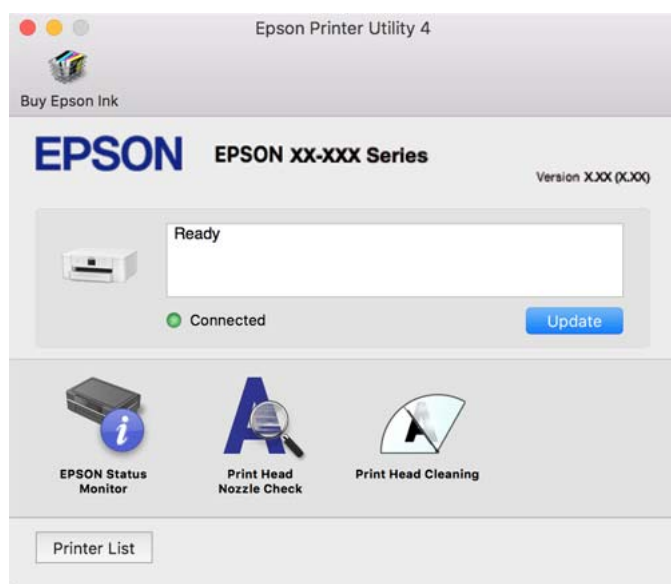 Epson Printer Utility 4
Buy Epson Ink
EPSON
EPSON XX-XXX Series
Version X.XX (X.XX)
Ready
Connected
Update
EPSON Status
Monitor
Print Head
Nozzle Check
Print Head Cleaning
Printer List